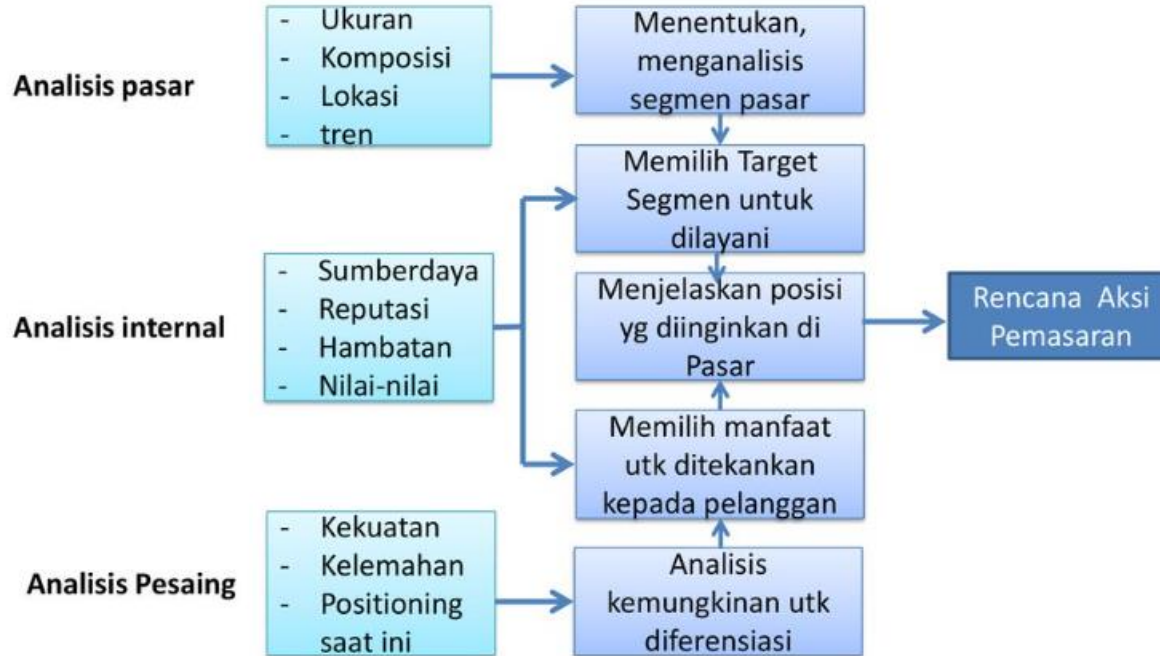 Analisis pasar
- Ukuran
- Komposisi
- Lokasi
- tren
Menentukan,
menganalisis
segmen pasar
Memilih Target
Segmen untuk
dilayani
Analisis internal
- Sumberdaya
- Reputasi
- Hambatan
- Nilai-nilai
Menjelaskan posisi
yg diinginkan di
Pasar
Rencana Aksi
Pemasaran
Memilih manfaat
utk ditekankan
kepada pelanggan
Analisis Pesaing
- Kekuatan
- Kelemahan
- Positioning
saat ini
Analisis
kemungkinan utk
diferensiasi